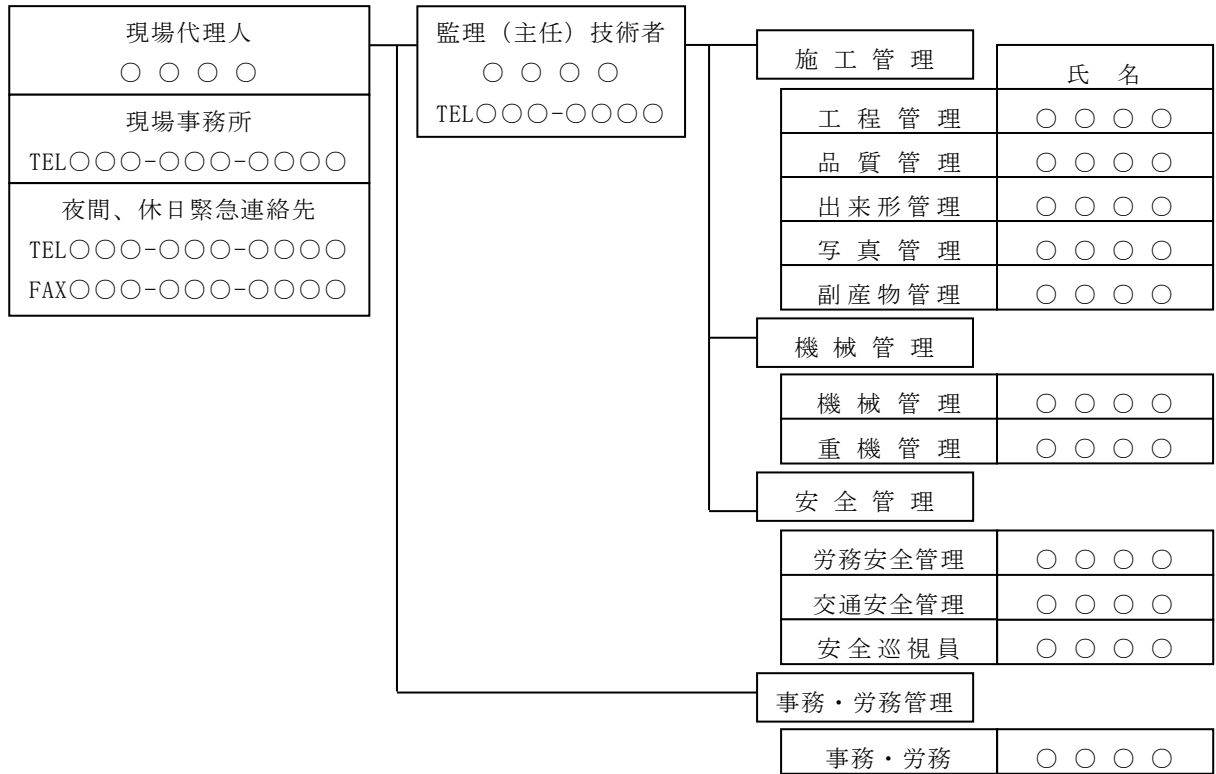 現場代理人
○ ○ ○ ○
現場事務所
TEL○○○-○○○-○○○○
夜間、休日緊急連絡先
TEL○○○-○○○-○○○○
FAX○○○-○○○-○○○○
監理（主任）技術者
○ ○ ○ ○
TEL○○○-○○○○
施 工 管 理
氏 名
工 程 管 理 ○ ○ ○ ○
品 質 管 理 ○ ○ ○ ○
出来形管理 ○ ○ ○ ○
写 真 管 理 ○ ○ ○ ○
副産物管理 ○ ○ ○ ○
機 械 管 理
機 械 管 理 ○ ○ ○ ○
重 機 管 理 ○ ○ ○ ○
安 全 管 理
労務安全管理 ○ ○ ○ ○
交通安全管理 ○ ○ ○ ○
安全巡視員 ○ ○ ○ ○
事務・労務管理
事務・労務 ○ ○ ○ ○